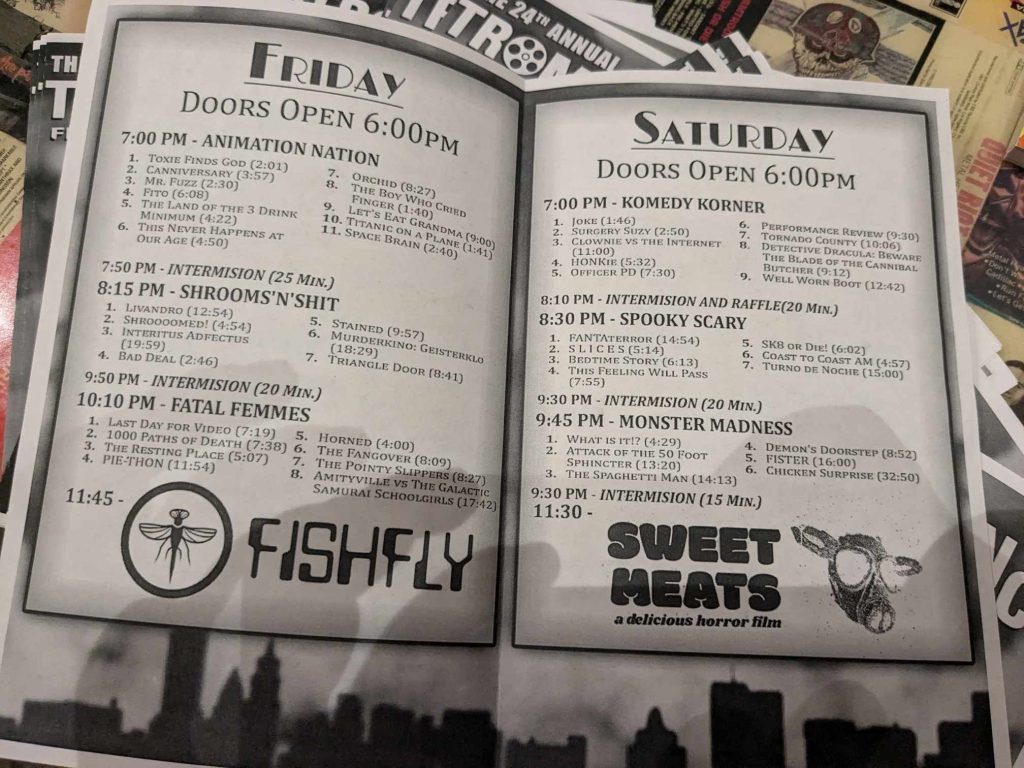 THE 24TH ANNUAL
TROM
Friday
Doors Open 6:00pm
7:00 PM - ANIMATION NATION
1. Toxie Finds God (2:01)
2. Canniversary (3:57)
3. Mr. Fuzz (2:30)
4. Fito (6:08)
5. The Land of the 3 Drink
Minimum (4:22)
6. This Never Happens at
Our Age (4:50)
7. Orchid (8:27)
8. The Boy Who Cried
Finger (1:40)
9. Let's Eat Grandma (9:00)
10. Titanic on a Plane (1:41)
11. Space Brain (2:40)
7:50 PM - INTERMISION (25 Min.)
8:15 PM - SHROOMS'N'SHIT
1. Livandro (12:54)
2. Shroooomed! (4:54)
3. Interitus Adfectus
(19:59)
4. Bad Deal (2:46)
5. Stained (9:57)
6. Murderkino: Geisterklo
(18:29)
7. Triangle Door (8:41)
9:50 PM - INTERMISION (20 Min.)
10:10 PM - FATAL FEMMES
1. Last Day for Video (7:19)
2. 1000 Paths of Death (7:38)
3. The Resting Place (5:07)
4. PIE-THON (11:54)
5. Horned (4:00)
6. The Fangover (8:09)
7. The Pointy Slippers (8:27)
8. Amityville vs The Galactic
Samurai Schoolgirls (17:42)
11:45 -
FISHFLY
Saturday
Doors Open 6:00pm
7:00 PM - KOMEDY KORNER
1. Joke (1:46)
2. Surgery Suzy (2:50)
3. Clownie vs the Internet
(11:00)
4. HONKie (5:32)
5. Officer PD (7:30)
6. Performance Review (9:30)
7. Tornado County (10:06)
8. Detective Dracula: Beware
The Blade of the Cannibal
Butcher (9:12)
9. Well Worn Boot (12:42)
8:10 PM - INTERMISION AND RAFFLE(20 Min.)
8:30 PM - SPOOKY SCARY
1. FANTAterror (14:54)
2. S L I C E S (5:14)
3. Bedtime Story (6:13)
4. This Feeling Will Pass
(7:55)
5. SK8 or Die! (6:02)
6. Coast to Coast AM (4:57)
7. Turno de Noche (15:00)
9:30 PM - INTERMISION (20 Min.)
9:45 PM - MONSTER MADNESS
1. What is it!? (4:29)
2. Attack of the 50 Foot
Sphincter (13:20)
3. The Spaghetti Man (14:13)
4. Demon's Doorstep (8:52)
5. FISTER (16:00)
6. Chicken Surprise (32:50)
9:30 PM - INTERMISION (15 Min.)
11:30 -
SWEET
MEATS
a delicious horror film